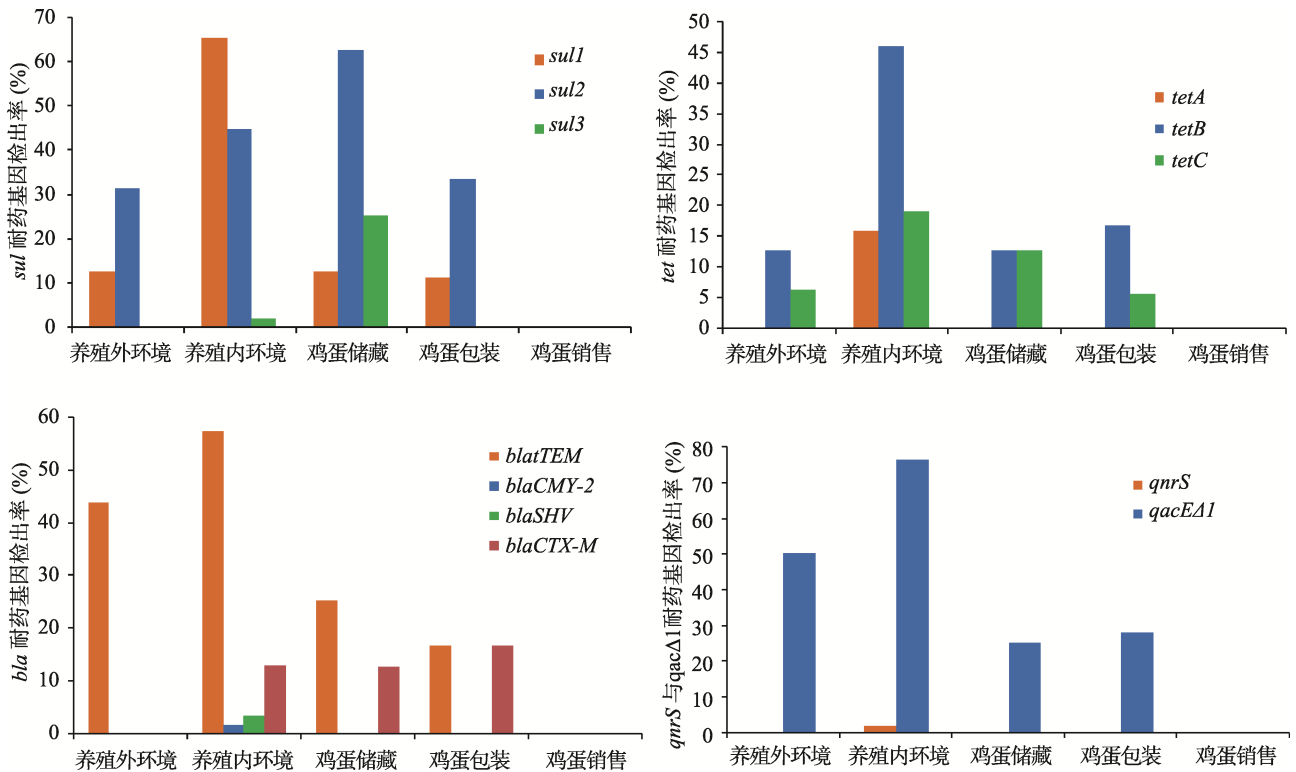 sul 耐药基因检出率 (%)
70
60
50
40
30
20
10
0
sul1
sul2
sul3
养殖外环境 养殖内环境 鸡蛋储藏 鸡蛋包装 鸡蛋销售
tet 耐药基因检出率 (%)
50
45
40
35
30
25
20
15
10
5
0
tetA
tetB
tetC
养殖外环境 养殖内环境 鸡蛋储藏 鸡蛋包装 鸡蛋销售
bla 耐药基因检出率 (%)
60
50
40
30
20
10
0
blatTEM
blaCMY-2
blaSHV
blaCTX-M
养殖外环境 养殖内环境 鸡蛋储藏 鸡蛋包装 鸡蛋销售
qnrS 与qacΔ1耐药基因检出率 (%)
80
70
60
50
40
30
20
10
0
qnrS
qacEΔ1
养殖外环境 养殖内环境 鸡蛋储藏 鸡蛋包装 鸡蛋销售